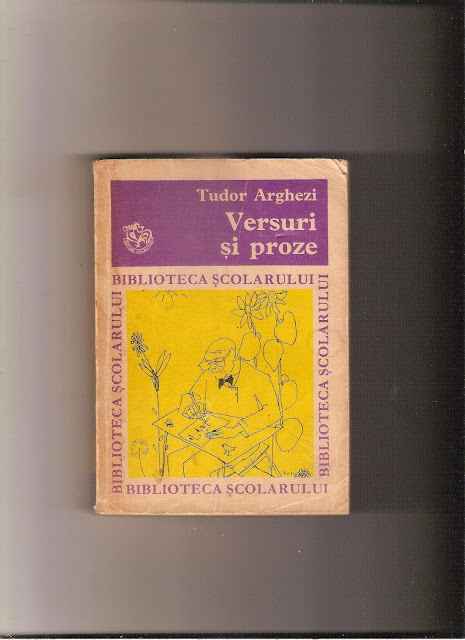 Tudor Arghezi
Versuri
și proze
BIBLIOTECA ȘCOLARULUI
BIBLIOTECA ȘCOLARULUI
BIBLIOTECA ȘCOLARULUI
BIBLIOTECA ȘCOLARULUI